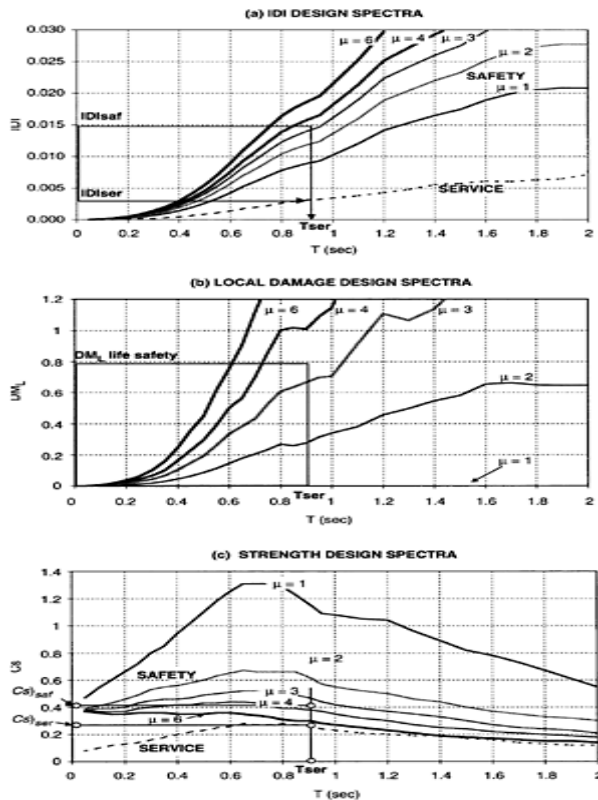 (a) IDI DESIGN SPECTRA
0.030
0.025
0.020
0.015
0.010
0.005
0.000
IDI
μ = 6
μ = 4
μ = 3
μ = 2
SAFETY
μ = 1
IDIsaf
IDIser
SERVICE
Tser
0 0.2 0.4 0.6 0.8 1 1.2 1.4 1.6 1.8 2
T (sec)
(b) LOCAL DAMAGE DESIGN SPECTRA
1.2
1
0.8
0.6
0.4
0.2
0
DM_L
μ = 6
μ = 4
μ = 3
DM_L life safety
μ = 2
μ = 1
Tser
0 0.2 0.4 0.6 0.8 1 1.2 1.4 1.6 1.8 2
T (sec)
(c) STRENGTH DESIGN SPECTRA
1.4
1.2
1
0.8
0.6
0.4
0.2
0
Cs
μ = 1
μ = 2
SAFETY
μ = 3
Cs)saf
μ = 4
Cs)ser
μ = 6
SERVICE
Tser
0 0.2 0.4 0.6 0.8 1 1.2 1.4 1.6 1.8 2.0
T (sec)